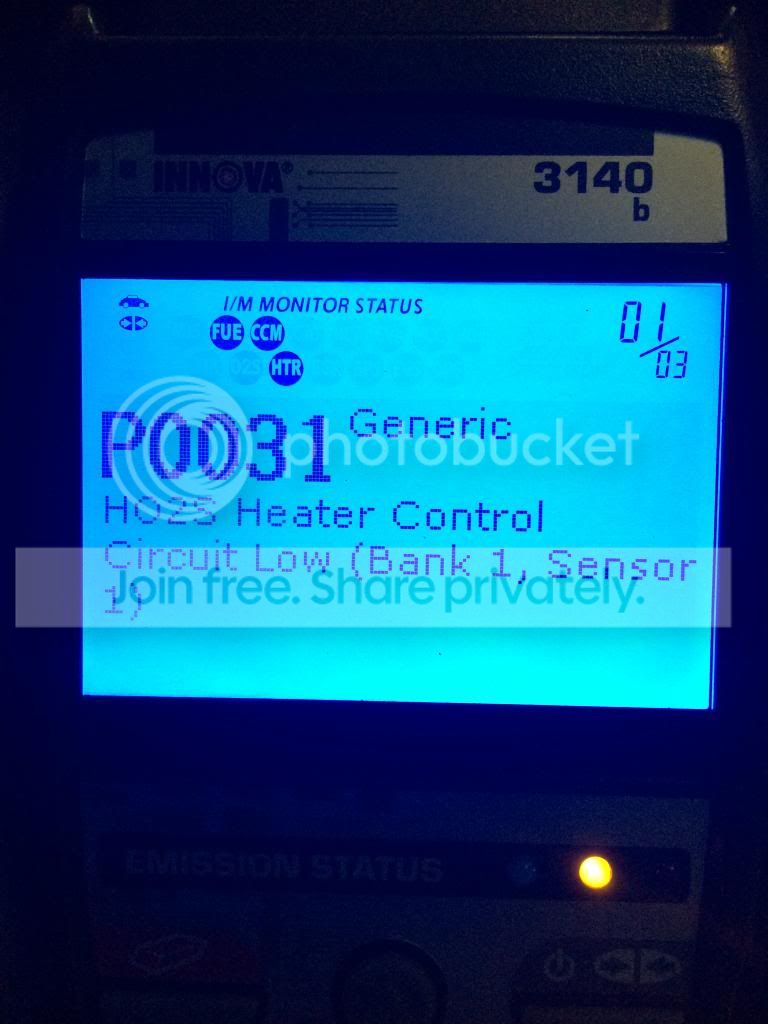 INNOVA® 3140
b
I/M MONITOR STATUS
01/03
FUE CCM
O2S HTR
P0031 Generic
photobucket
HO2S Heater Control
Circuit Low (Bank 1, Sensor
Join free. Share privately.
1)
EMISSION STATUS